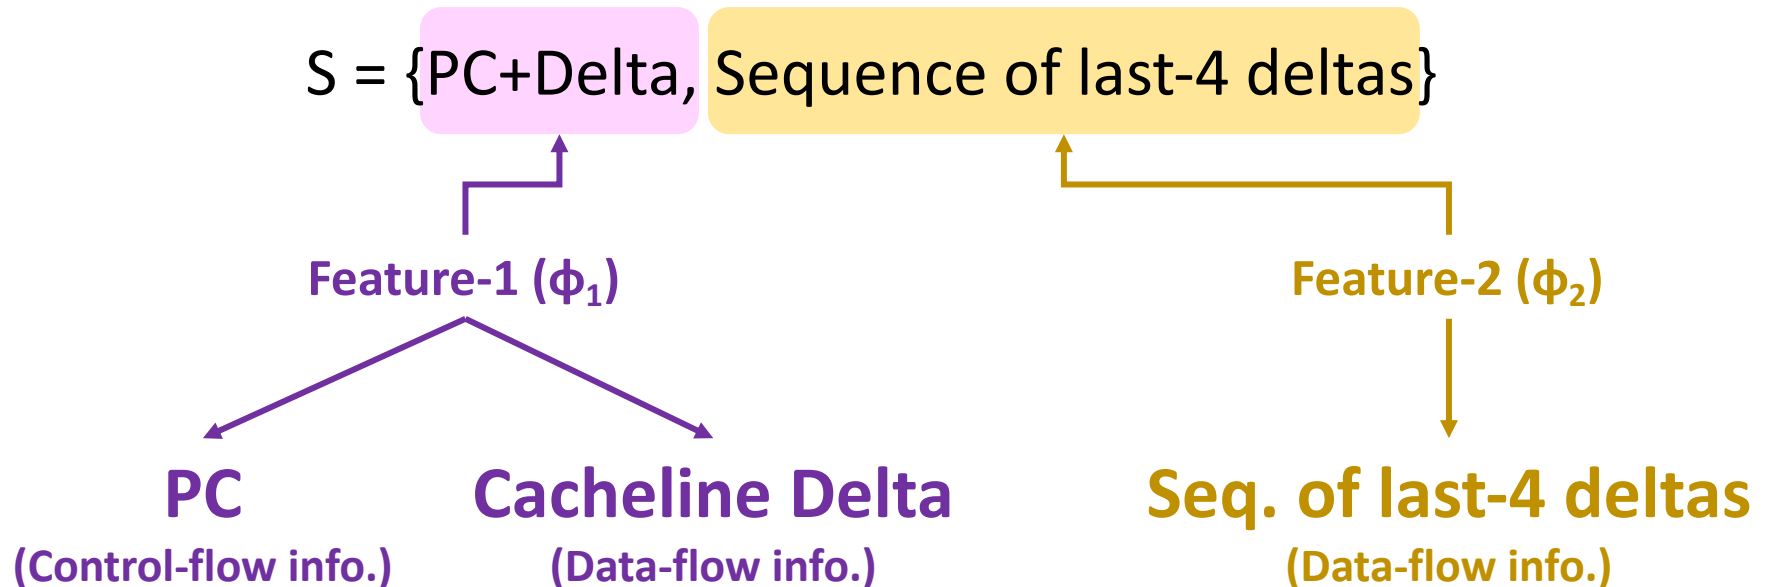 S = {PC+Delta, Sequence of last-4 deltas}
Feature-1 (ϕ₁)
Feature-2 (ϕ₂)
PC
Cacheline Delta
Seq. of last-4 deltas
(Control-flow info.)
(Data-flow info.)
(Data-flow info.)